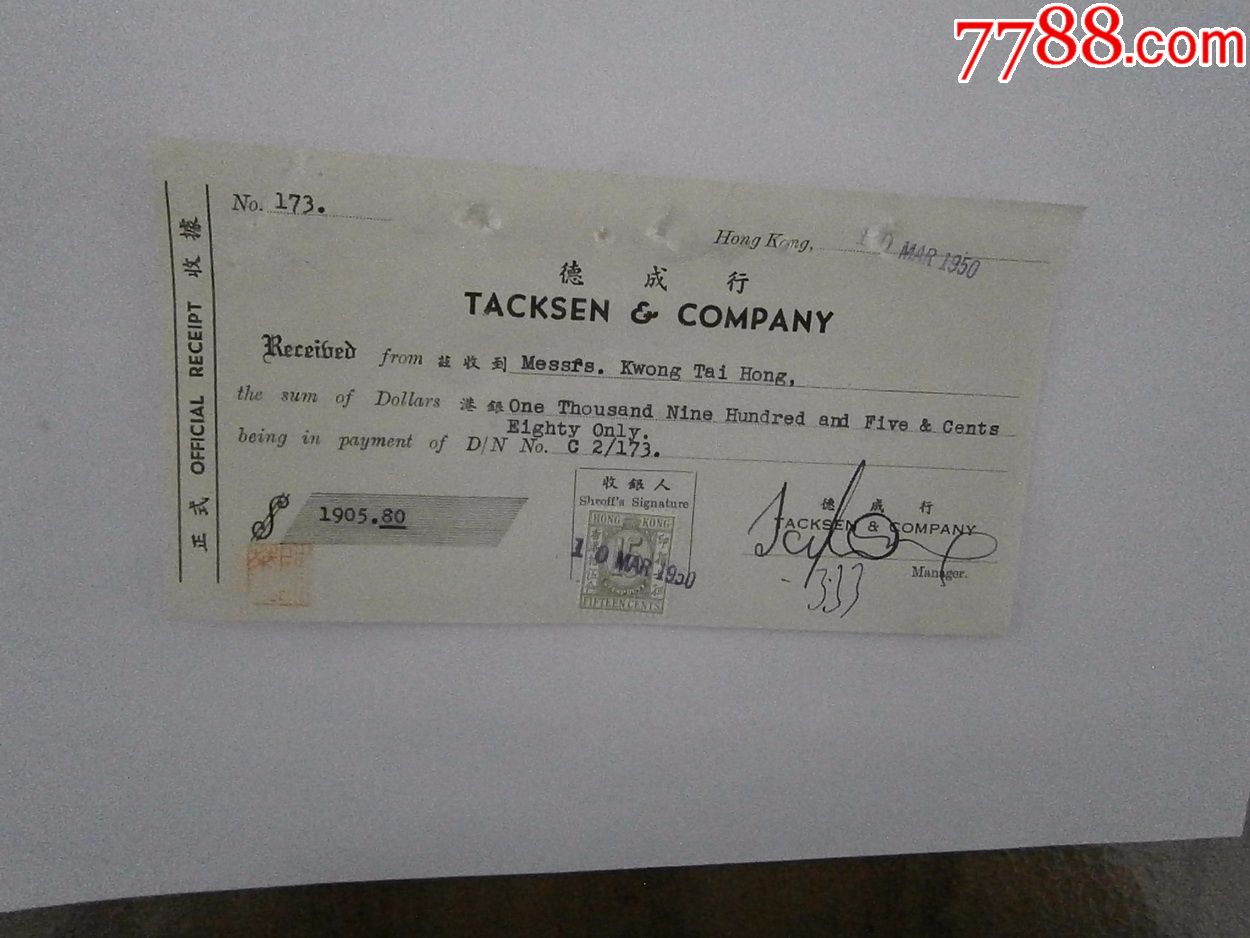 7788.com
No. 173.
Hong Kong, 10 MAR 1950
德成行
TACKSEN & COMPANY
Received from 茲收到 Messrs. Kwong Tai Hong,
the sum of Dollars 港銀 One Thousand Nine Hundred and Five & Cents
Eighty Only.
being in payment of D/N No. C 2/173.
正式 OFFICIAL RECEIPT 收據
$ 1905.80
收銀人
Shroff's Signature
HONG KONG
15
FIFTEEN CENTS
10 MAR 1950
德成行
TACKSEN & COMPANY
Manager.